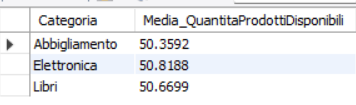 Categoria Media_QuantitaProdottiDisponibili
Abbigliamento 50.3592
Elettronica 50.8188
Libri 50.6699